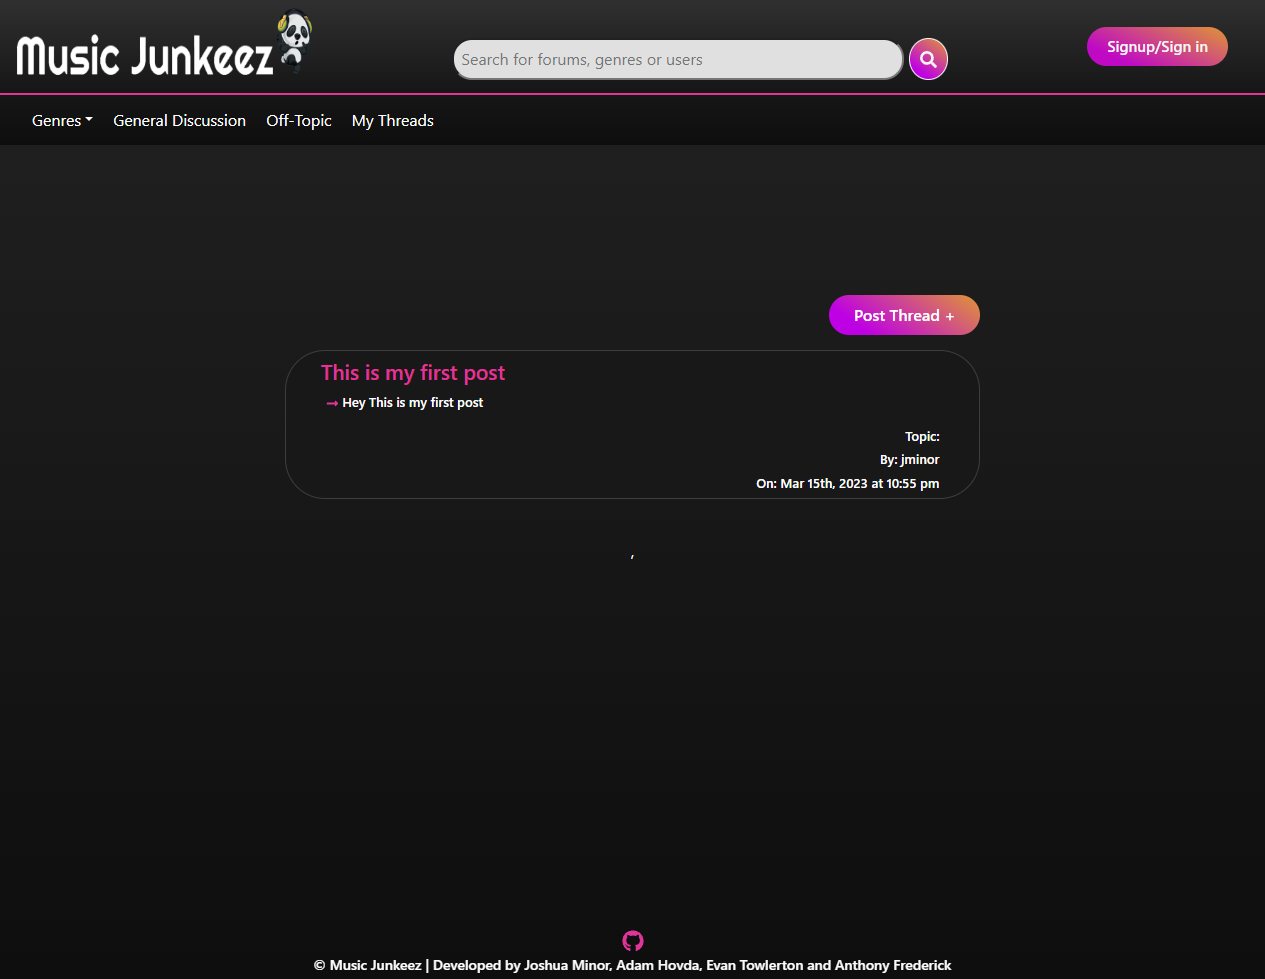 Music Junkeez
Search for forums, genres or users
Signup/Sign in
Genres General Discussion Off-Topic My Threads
Post Thread +
This is my first post
→ Hey This is my first post
Topic:
By: jminor
On: Mar 15th, 2023 at 10:55 pm
,
© Music Junkeez | Developed by Joshua Minor, Adam Hovda, Evan Towlerton and Anthony Frederick